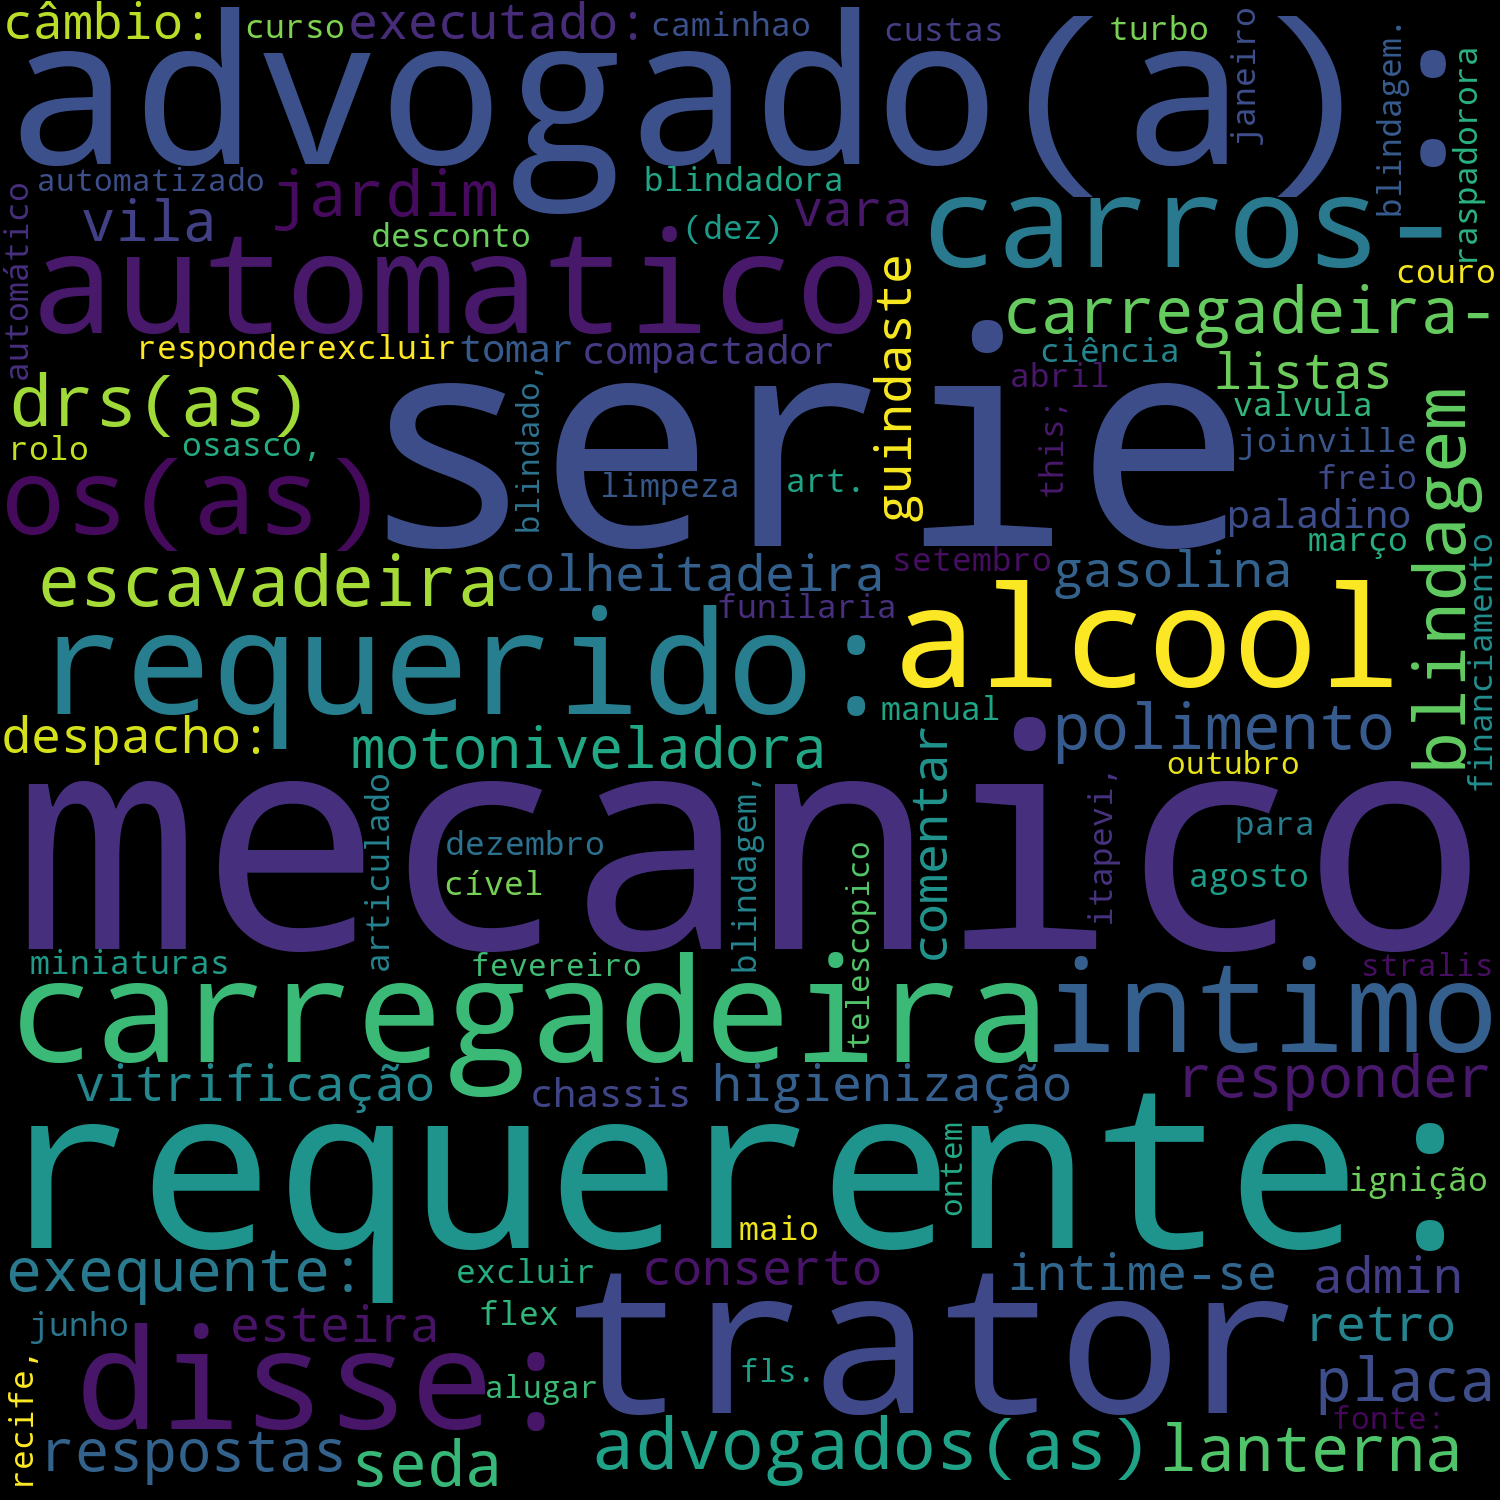 câmbio:
curso
executado:
caminhao
custas
turbo
janeiro
blindagem.
raspadorora
advogado(a):
automatizado
jardim
blindadora
vara
carros-
automático
vila
desconto
(dez)
automatico
couro
guindaste
carregadeira-
responderexcluir
tomar
compactador
ciência
abril
listas
drs(as)
blindado,
serie
valvula
rolo
osasco,
this;
joinville
blindagem
os(as)
limpeza
art.
freio
paladino
março
escavadeira
colheitadeira
setembro
gasolina
funilaria
financiamento
requerido:
alcool
manual
despacho:
motoniveladora
comentar
polimento
outubro
mecanico
articulado
dezembro
blindagem,
itapevi,
para
cível
telescopico
agosto
miniaturas
fevereiro
stralis
carregadeira
intimo
vitrificação
chassis
higienização
responder
requerente:
ontem
ignição
maio
exequente:
excluir
conserto
intime-se
admin
flex
trator
junho
esteira
retro
recife,
disse:
alugar
fls.
placa
fonte:
respostas
seda
advogados(as)
lanterna